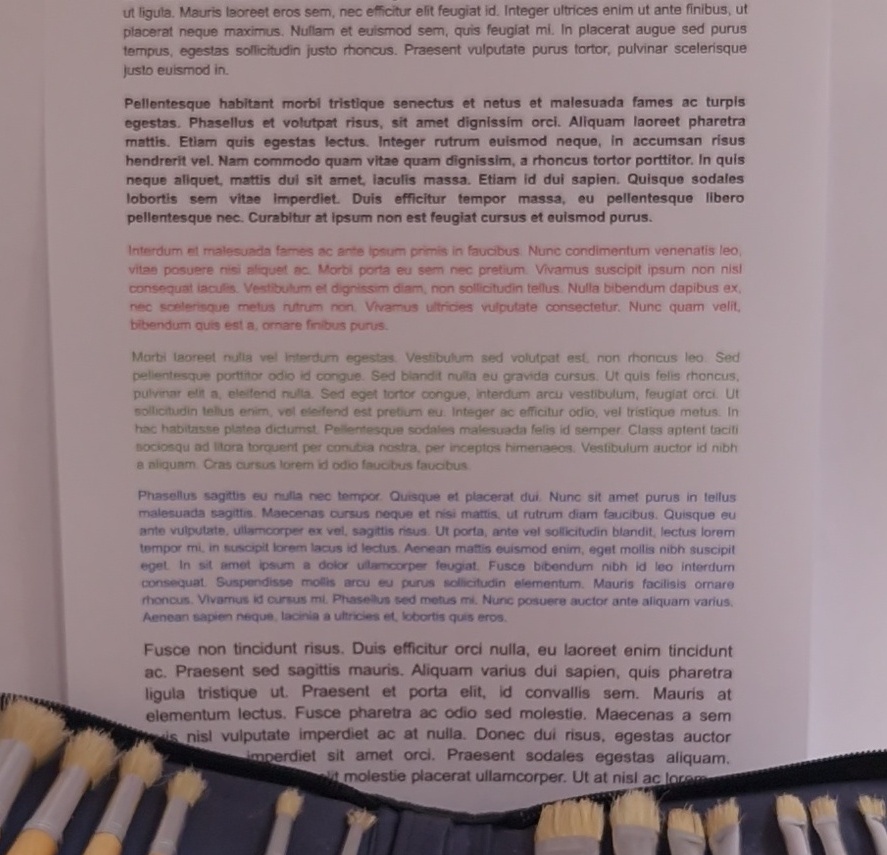 ut ligula. Mauris laoreet eros sem, nec efficitur elit feugiat id. Integer ultrices enim ut ante finibus, ut
placerat neque maximus. Nullam et euismod sem, quis feugiat mi. In placerat augue sed purus
tempus, egestas sollicitudin justo rhoncus. Praesent vulputate purus tortor, pulvinar scelerisque
justo euismod in.
Pellentesque habitant morbi tristique senectus et netus et malesuada fames ac turpis
egestas. Phasellus et volutpat risus, sit amet dignissim orci. Aliquam laoreet pharetra
mattis. Etiam quis egestas lectus. Integer rutrum euismod neque, in accumsan risus
hendrerit vel. Nam commodo quam vitae quam dignissim, a rhoncus tortor porttitor. In quis
neque aliquet, mattis dui sit amet, iaculis massa. Etiam id dui sapien. Quisque sodales
lobortis sem vitae imperdiet. Duis efficitur tempor massa, eu pellentesque libero
pellentesque nec. Curabitur at ipsum non est feugiat cursus et euismod purus.
Interdum et malesuada fames ac ante ipsum primis in faucibus. Nunc condimentum venenatis leo,
vitae posuere nisi aliquet ac. Morbi porta eu sem nec pretium. Vivamus suscipit ipsum non nisl
consequat iaculis. Vestibulum et dignissim diam, non sollicitudin tellus. Nulla bibendum dapibus ex,
nec scelerisque metus rutrum non. Vivamus ultricies vulputate consectetur. Nunc quam velit,
bibendum quis est a, ornare finibus purus.
Morbi laoreet nulla vel interdum egestas. Vestibulum sed volutpat est, non rhoncus leo. Sed
pellentesque porttitor odio id congue. Sed blandit nulla eu gravida cursus. Ut quis felis rhoncus,
pulvinar elit a, eleifend nulla. Sed eget tortor congue, interdum arcu vestibulum, feugiat orci. Ut
sollicitudin tellus enim, vel eleifend est pretium eu. Integer ac efficitur odio, vel tristique metus. In
hac habitasse platea dictumst. Pellentesque sodales malesuada felis id semper. Class aptent taciti
sociosqu ad litora torquent per conubia nostra, per inceptos himenaeos. Vestibulum auctor id nibh
a aliquam. Cras cursus lorem id odio faucibus faucibus.
Phasellus sagittis eu nulla nec tempor. Quisque et placerat dui. Nunc sit amet purus in tellus
malesuada sagittis. Maecenas cursus neque et nisi mattis, ut rutrum diam faucibus. Quisque eu
ante vulputate, ullamcorper ex vel, sagittis risus. Ut porta, ante vel sollicitudin blandit, lectus lorem
tempor mi, in suscipit lorem lacus id lectus. Aenean mattis euismod enim, eget mollis nibh suscipit
eget. In sit amet ipsum a dolor ullamcorper feugiat. Fusce bibendum nibh id leo interdum
consequat. Suspendisse mollis arcu eu purus sollicitudin elementum. Mauris facilisis ornare
rhoncus. Vivamus id cursus mi. Phasellus sed metus mi. Nunc posuere auctor ante aliquam varius.
Aenean sapien neque, lacinia a ultricies et, lobortis quis eros.
Fusce non tincidunt risus. Duis efficitur orci nulla, eu laoreet enim tincidunt
ac. Praesent sed sagittis mauris. Aliquam varius dui sapien, quis pharetra
ligula tristique ut. Praesent et porta elit, id convallis sem. Mauris at
elementum lectus. Fusce pharetra ac odio sed molestie. Maecenas a sem
nisl vulputate imperdiet ac at nulla. Donec dui risus, egestas auctor
imperdiet sit amet orci. Praesent sodales egestas aliquam.
molestie placerat ullamcorper. Ut at nisl ac lorem